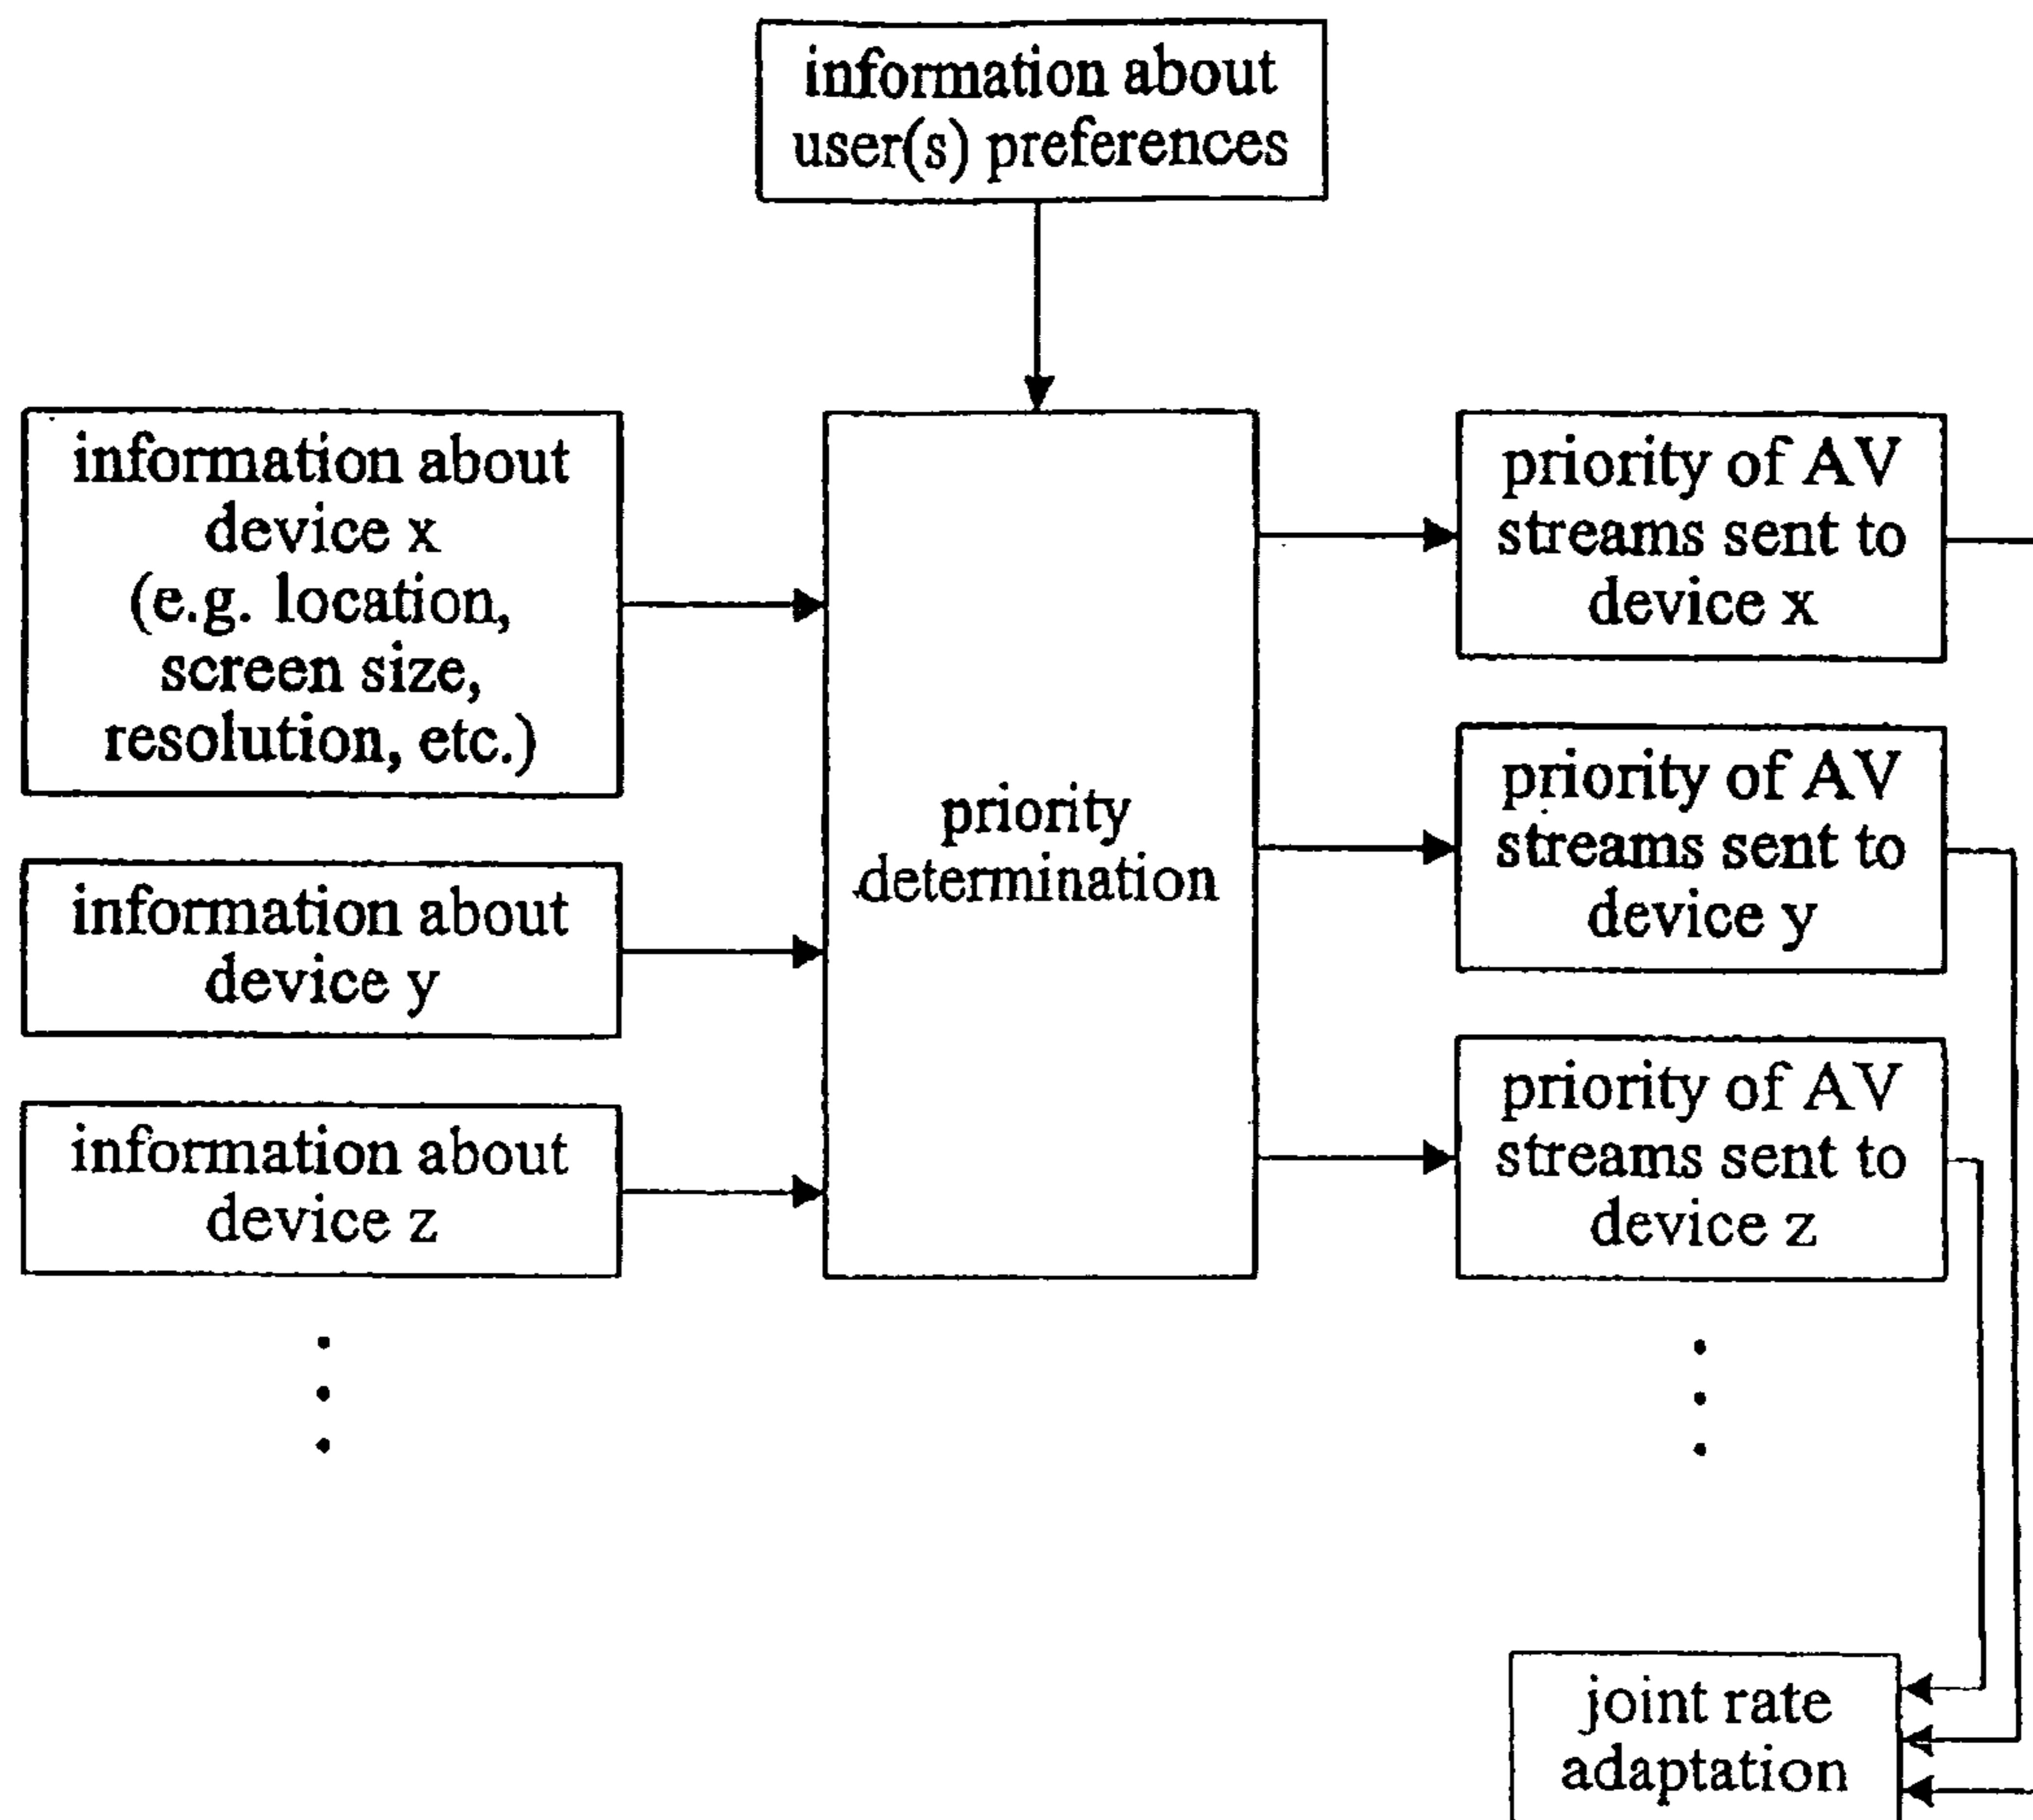 information about
user(s) preferences
information about
device x
(e.g. location,
screen size,
resolution, etc.)
information about
device y
information about
device z
priority
determination
priority of AV
streams sent to
device x
priority of AV
streams sent to
device y
priority of AV
streams sent to
device z
joint rate
adaptation